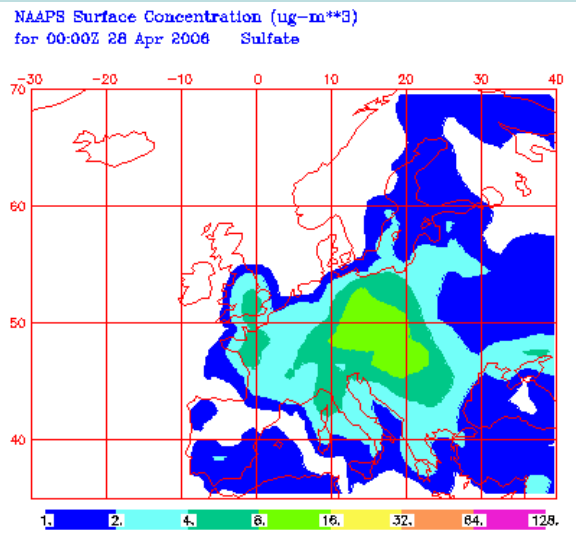 NAAPS Surface Concentration (ug-m**3)
for 00:00Z 28 Apr 2006 Sulfate
-30 -20 -10 0 10 20 30 40
70
60
50
40
1. 2. 4. 8. 16. 32. 64. 128.